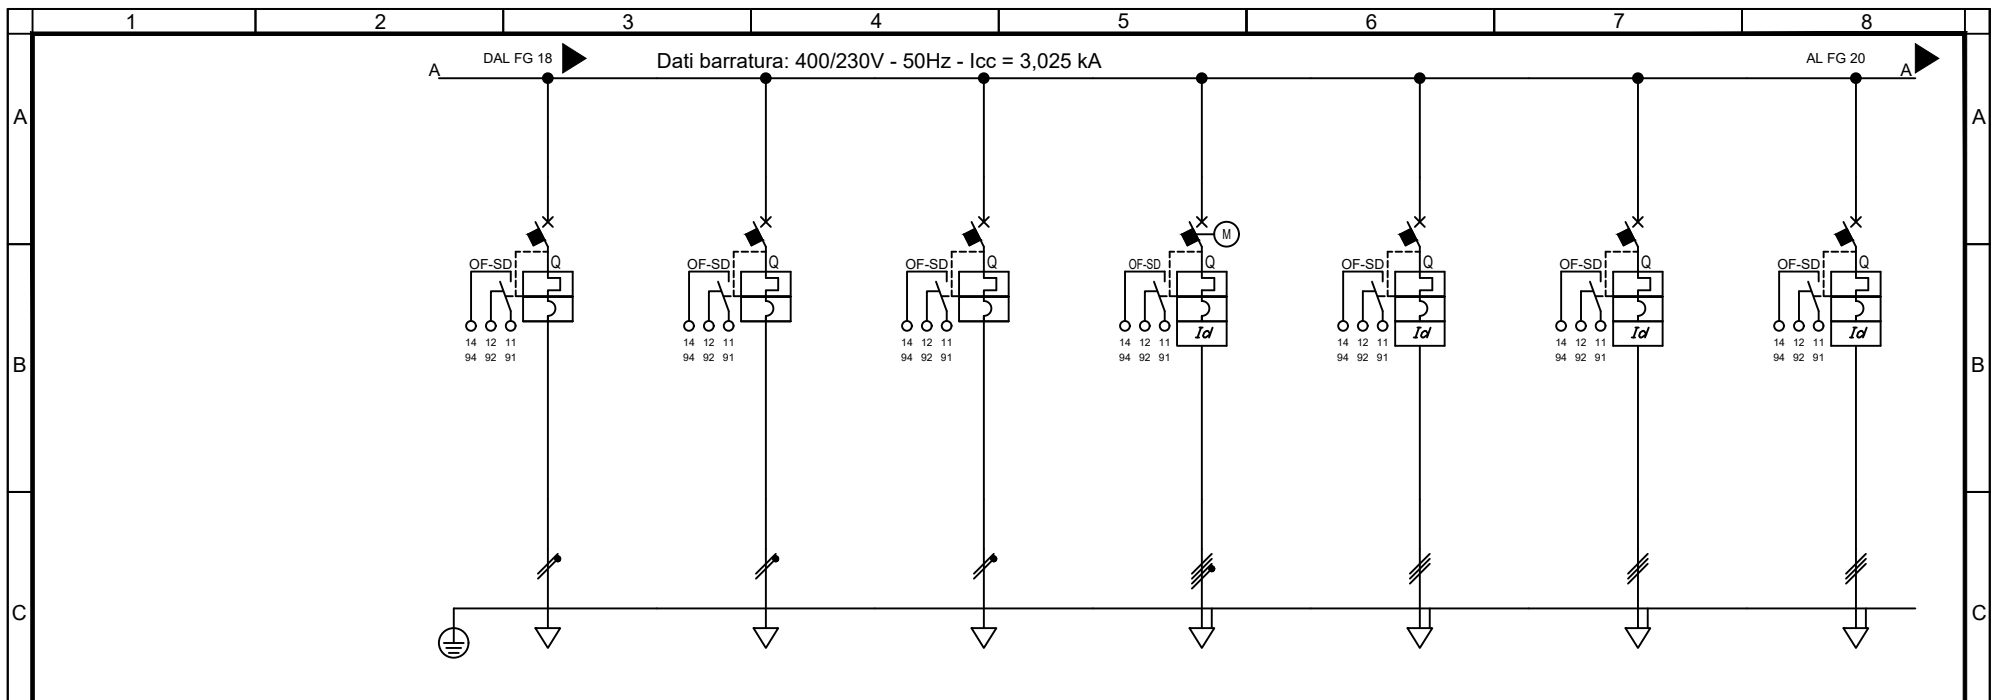 1 2 3 4 5 6 7 8
DAL FG 18 Dati barratura: 400/230V - 50Hz - Icc = 3,025 kA AL FG 20
A A
A A
M
OF-SD Q OF-SD Q OF-SD Q OF-SD Q OF-SD Q OF-SD Q OF-SD Q
Id Id Id Id
14 12 11 14 12 11 14 12 11 14 12 11 14 12 11 14 12 11 14 12 11
94 92 91 94 92 91 94 92 91 94 92 91 94 92 91 94 92 91 94 92 91
B B
C C